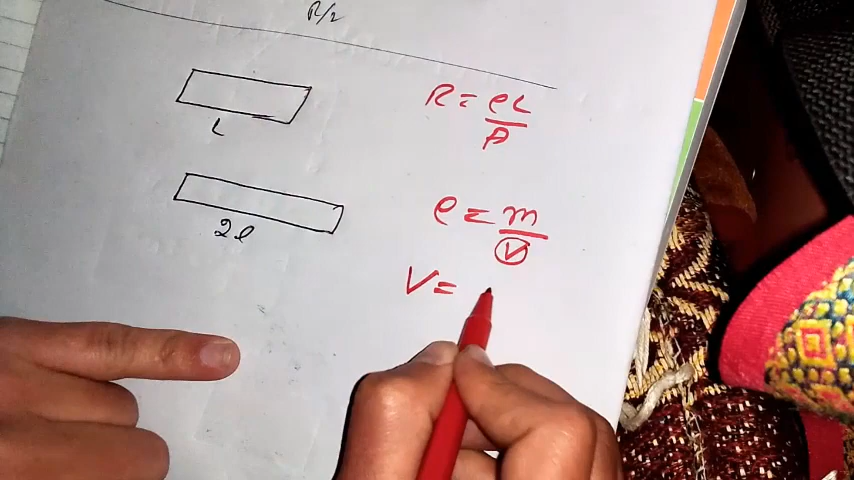 R/2
L
R = ρL/A
2l
ρ = m/V
V =